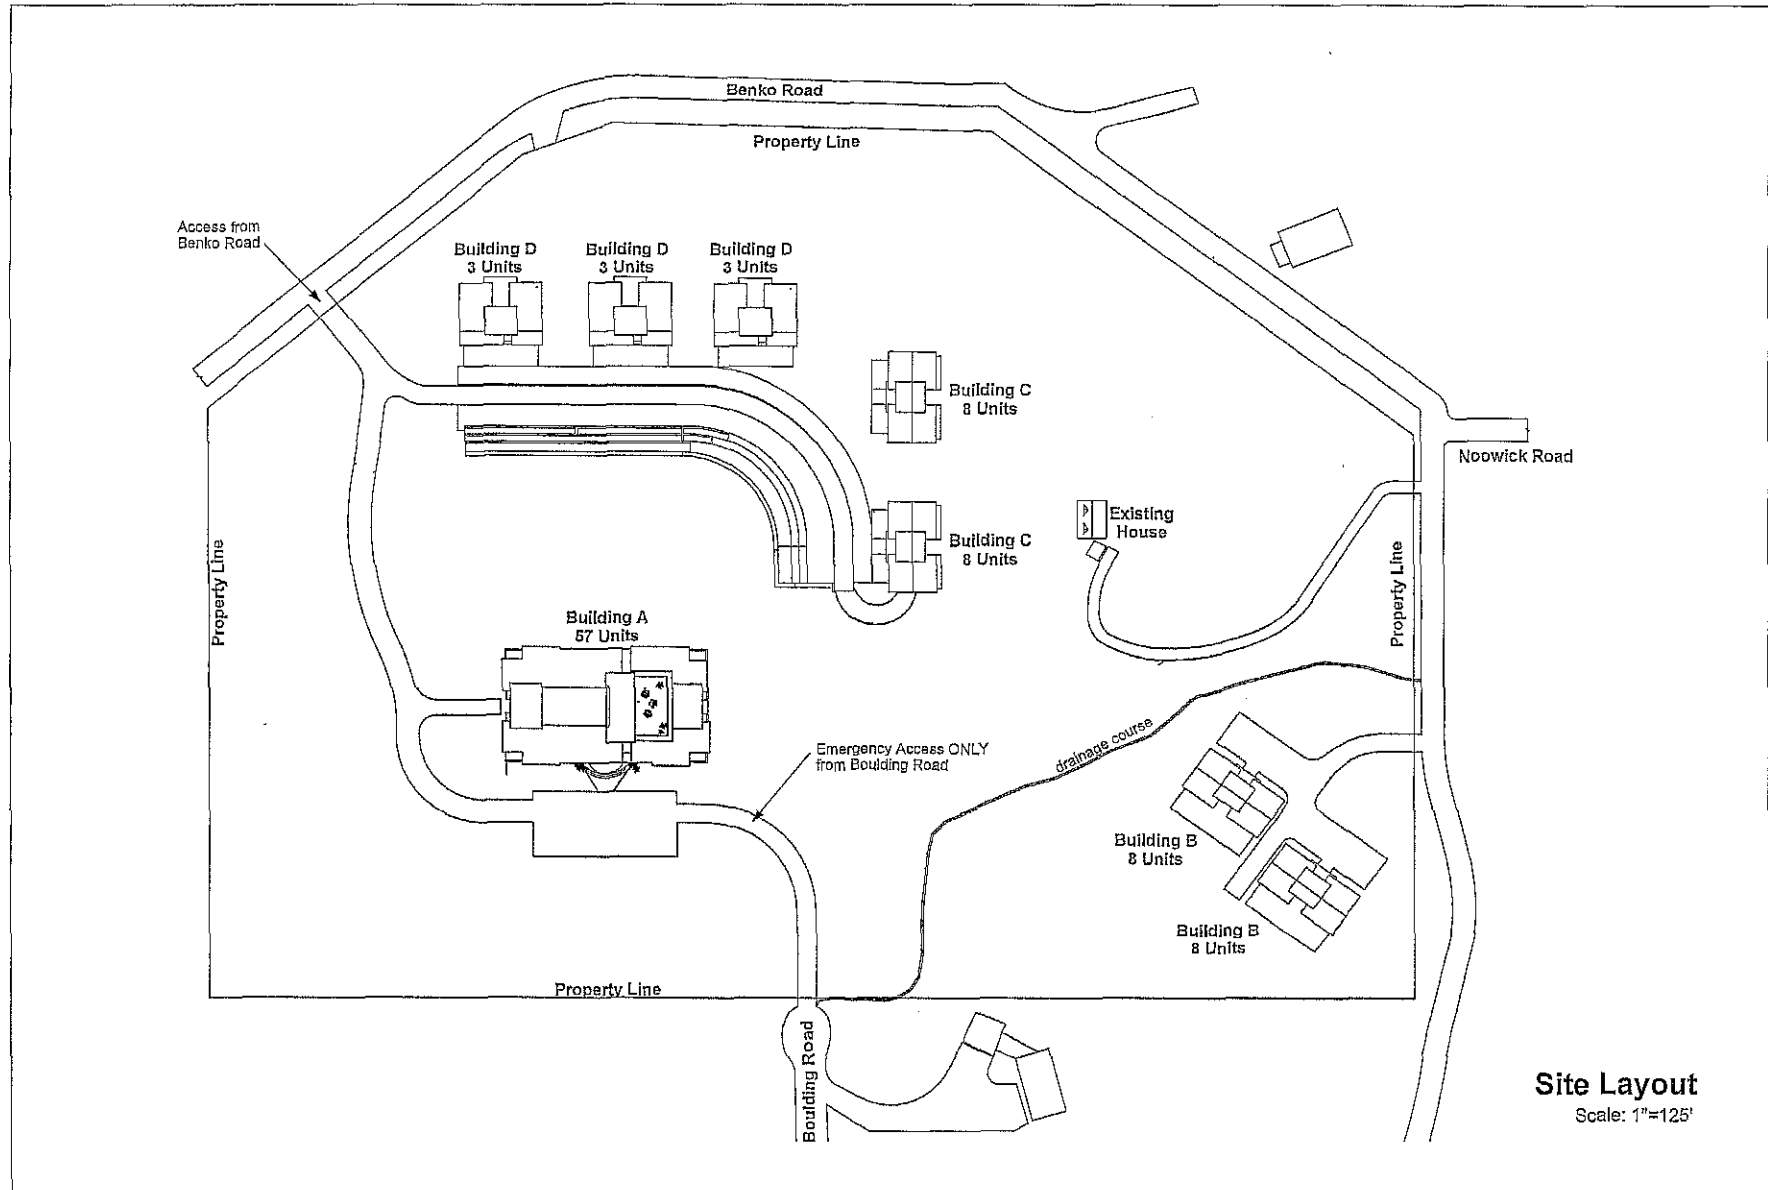 Benko Road
Property Line
Access from
Benko Road
Building D
3 Units
Building D
3 Units
Building D
3 Units
Building C
8 Units
Noowick Road
Existing
House
Building C
8 Units
Property Line
Property Line
Building A
57 Units
Emergency Access ONLY
from Boulding Road
drainage course
Building B
8 Units
Building B
8 Units
Property Line
Boulding Road
Site Layout
Scale: 1"=125'